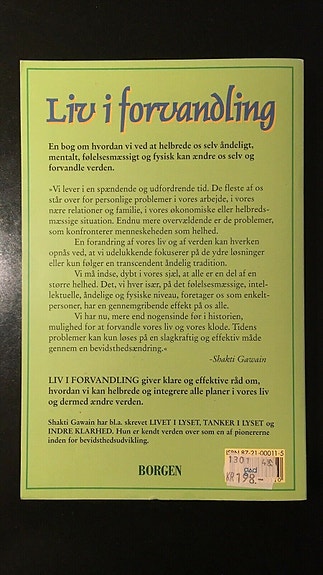 Liv i forvandling
En bog om hvordan vi ved at helbrede os selv åndeligt,
mentalt, følelsesmæssigt og fysisk kan ændre os selv og
forvandle verden.
»Vi lever i en spændende og udfordrende tid. De fleste af os
står over for personlige problemer i vores arbejde, i vores
nære relationer og familie, i vores økonomiske eller helbreds-
mæssige situation. Endnu mere overvældende er de problemer,
som konfronterer menneskeheden som helhed.
En forandring af vores liv og af verden kan hverken
opnås ved, at vi udelukkende fokuserer på de ydre løsninger
eller kun følger en transcendent åndelig tradition.
Vi må indse, dybt i vores sjæl, at alle er en del af en
større helhed. Det, vi hver især, på det følelsesmæssige, intel-
lektuelle, åndelige og fysiske niveau, foretager os som enkelt-
personer, har en gennemgribende effekt på os alle.
Vi har nu, mere end nogensinde før i historien,
mulighed for at forvandle vores liv og vores klode. Tidens
problemer kan kun løses på en slagkraftig og effektiv måde
gennem en bevidsthedsændring.«
-Shakti Gawain
LIV I FORVANDLING giver klare og effektive råd om,
hvordan vi kan helbrede og integrere alle planer i vores liv
og dermed ændre verden.
Shakti Gawain har bl.a. skrevet LIVET I LYSET, TANKER I LYSET og
INDRE KLARHED. Hun er kendt verden over som en af pionererne
inden for bevidsthedsudvikling.
BORGEN
ISBN 87-21-00011-5
1301
KR 198.-